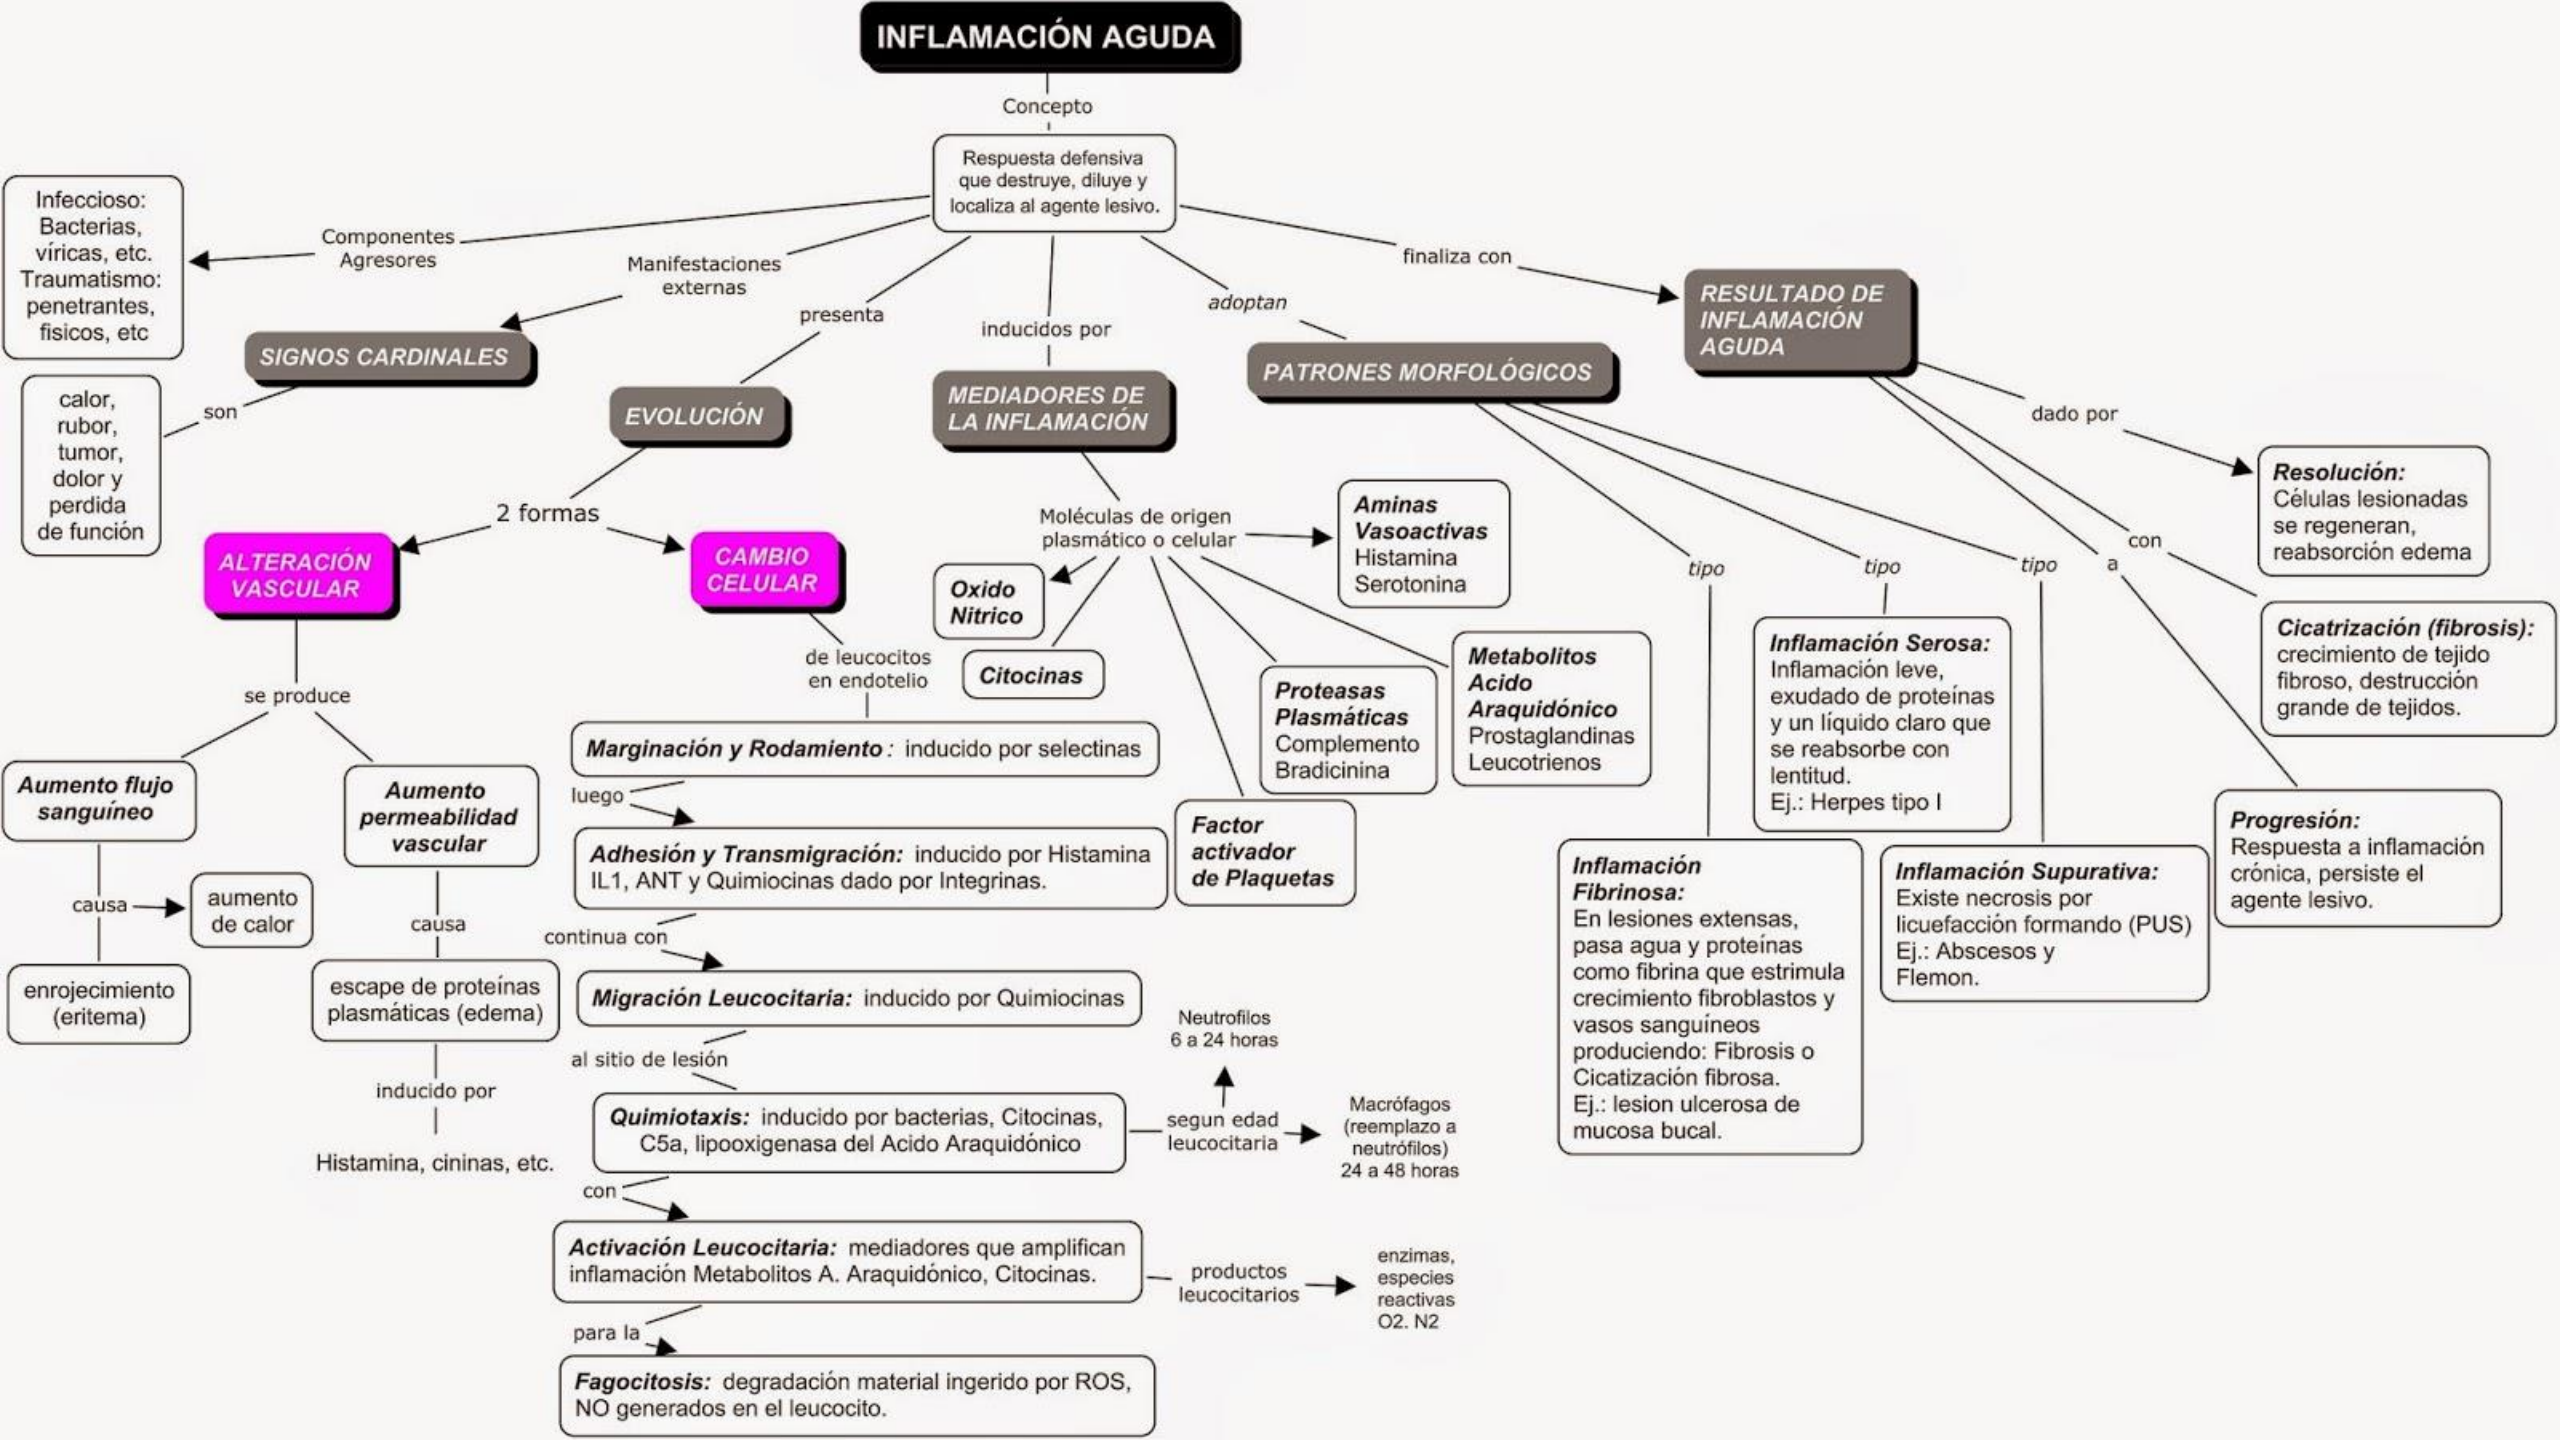 INFLAMACIÓN AGUDA
Concepto
Respuesta defensiva
que destruye, diluye y
localiza al agente lesivo.
Componentes
Agresores
Infeccioso:
Bacterias,
víricas, etc.
Traumatismo:
penetrantes,
fisicos, etc
Manifestaciones
externas
SIGNOS CARDINALES
son
calor,
rubor,
tumor,
dolor y
perdida
de función
presenta
EVOLUCIÓN
2 formas
ALTERACIÓN
VASCULAR
se produce
Aumento flujo
sanguíneo
causa
aumento
de calor
enrojecimiento
(eritema)
Aumento
permeabilidad
vascular
causa
escape de proteínas
plasmáticas (edema)
inducido por
Histamina, cininas, etc.
CAMBIO
CELULAR
de leucocitos
en endotelio
Marginación y Rodamiento : inducido por selectinas
luego
Adhesión y Transmigración: inducido por Histamina
IL1, ANT y Quimiocinas dado por Integrinas.
continua con
Migración Leucocitaria: inducido por Quimiocinas
al sitio de lesión
Quimiotaxis: inducido por bacterias, Citocinas,
C5a, lipooxigenasa del Acido Araquidónico
segun edad
leucocitaria
Neutrofilos
6 a 24 horas
Macrófagos
(reemplazo a
neutrófilos)
24 a 48 horas
con
Activación Leucocitaria: mediadores que amplifican
inflamación Metabolitos A. Araquidónico, Citocinas.
productos
leucocitarios
enzimas,
especies
reactivas
O2. N2
para la
Fagocitosis: degradación material ingerido por ROS,
NO generados en el leucocito.
inducidos por
MEDIADORES DE
LA INFLAMACIÓN
Moléculas de origen
plasmático o celular
Aminas
Vasoactivas
Histamina
Serotonina
Oxido
Nitrico
Citocinas
Factor
activador
de Plaquetas
Proteasas
Plasmáticas
Complemento
Bradicinina
Metabolitos
Acido
Araquidónico
Prostaglandinas
Leucotrienos
adoptan
PATRONES MORFOLÓGICOS
tipo
Inflamación
Fibrinosa:
En lesiones extensas,
pasa agua y proteínas
como fibrina que estrimula
crecimiento fibroblastos y
vasos sanguíneos
produciendo: Fibrosis o
Cicatización fibrosa.
Ej.: lesion ulcerosa de
mucosa bucal.
tipo
Inflamación Serosa:
Inflamación leve,
exudado de proteínas
y un líquido claro que
se reabsorbe con
lentitud.
Ej.: Herpes tipo I
tipo
Inflamación Supurativa:
Existe necrosis por
licuefacción formando (PUS)
Ej.: Abscesos y
Flemon.
finaliza con
RESULTADO DE
INFLAMACIÓN
AGUDA
dado por
Resolución:
Células lesionadas
se regeneran,
reabsorción edema
con
Cicatrización (fibrosis):
crecimiento de tejido
fibroso, destrucción
grande de tejidos.
a
Progresión:
Respuesta a inflamación
crónica, persiste el
agente lesivo.